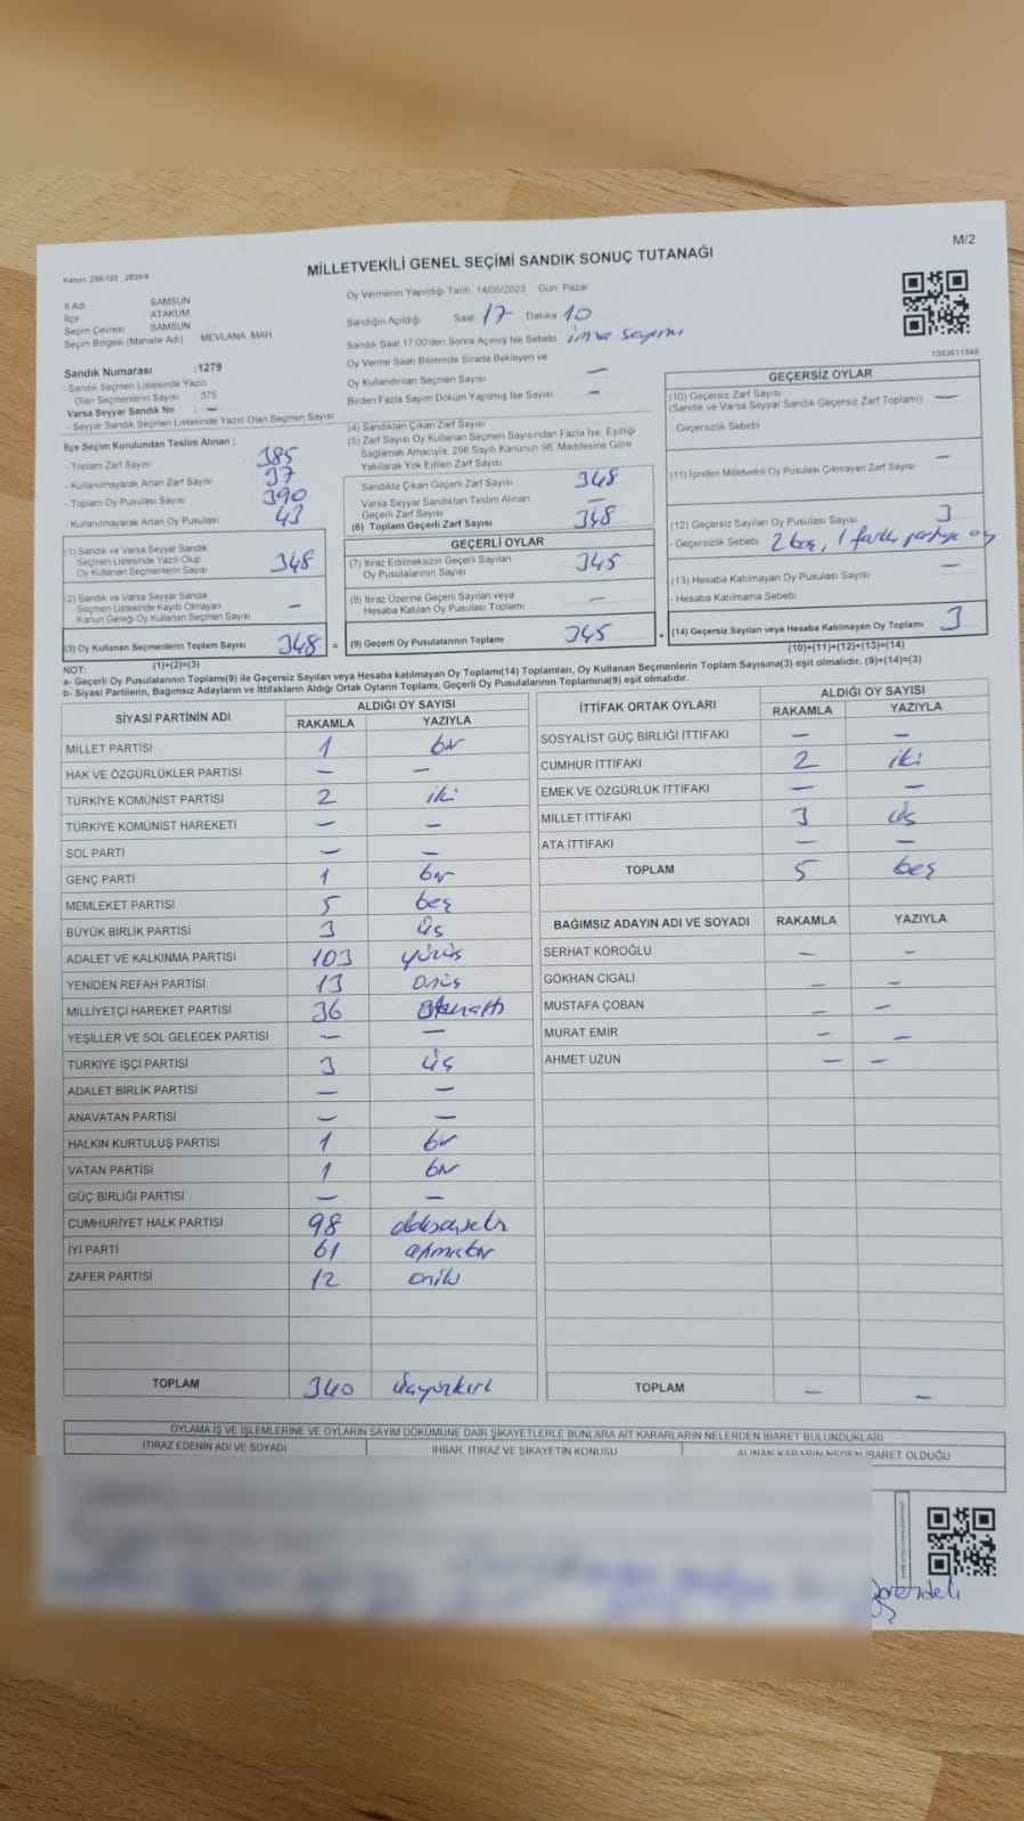 M/2
MİLLETVEKİLİ GENEL SEÇİMİ SANDIK SONUÇ TUTANAĞI
İl Adı SAMSUN
İlçe ATAKUM
Seçim Çevresi SAMSUN
Seçim Bölgesi (Mahalle Adı) MEVLANA MAH
Sandık Numarası :1279
- Sandık Seçmen Listesinde Yazılı
Olan Seçmenlerin Sayısı 375
Varsa Seyyar Sandık No : —
- Seyyar Sandık Seçmen Listesinde Yazılı Olan Seçmen Sayısı
Oy Vermenin Yapıldığı Tarih 14/05/2023 Gün: Pazar
Sandığın Açıldığı Saat 17 Dakika 10
Sandık Saat 17:00'den Sonra Açılmış İse Sebebi imza sayımı
Oy Verme Saati Bitiminde Sırada Bekleyen ve
Oy Kullandırılan Seçmen Sayısı —
Birden Fazla Sayım Döküm Yapılmış İse Sayısı —
İlçe Seçim Kurulundan Teslim Alınan :
- Toplam Zarf Sayısı 385
- Kullanılmayarak Artan Zarf Sayısı 37
- Toplam Oy Pusulası Sayısı 390
- Kullanılmayarak Artan Oy Pusulası 43
(1) Sandık ve Varsa Seyyar Sandık
Seçmen Listesinde Yazılı Olup
Oy Kullanan Seçmenlerin Sayısı 348
(2) Sandık ve Varsa Seyyar Sandık
Seçmen Listesinde Kayıtlı Olmayan
Kanun Gereği Oy Kullanan Seçmen Sayısı —
(3) Oy Kullanan Seçmenlerin Toplam Sayısı 348 =
(1)+(2)=(3)
(4) Sandıktan Çıkan Zarf Sayısı
(5) Zarf Sayısı Oy Kullanan Seçmen Sayısından Fazla İse, Eşitliği
Sağlamak Amacıyla, 298 Sayılı Kanunun 98. Maddesine Göre
Yakılarak Yok Edilen Zarf Sayısı
Sandıkta Çıkan Geçerli Zarf Sayısı 348
Varsa Seyyar Sandıktan Teslim Alınan
Geçerli Zarf Sayısı —
(6) Toplam Geçerli Zarf Sayısı 348
GEÇERLİ OYLAR
(7) İtiraz Edilmeksizin Geçerli Sayılan
Oy Pusulalarının Sayısı 345
(8) İtiraz Üzerine Geçerli Sayılan veya
Hesaba Katılan Oy Pusulası Toplamı —
(9) Geçerli Oy Pusulalarının Toplamı 345 +
GEÇERSİZ OYLAR
(10) Geçersiz Zarf Sayısı
(Sandık ve Varsa Seyyar Sandık Geçersiz Zarf Toplamı) —
Geçersizlik Sebebi
(11) İçinden Milletvekili Oy Pusulası Çıkmayan Zarf Sayısı —
(12) Geçersiz Sayılan Oy Pusulası Sayısı 3
- Geçersizlik Sebebi 2 boş, 1 farklı partiye oy
(13) Hesaba Katılmayan Oy Pusulası Sayısı —
- Hesaba Katılmama Sebebi
(14) Geçersiz Sayılan veya Hesaba Katılmayan Oy Toplamı 3
(10)+(11)+(12)+(13)=(14)
NOT:
a- Geçerli Oy Pusulalarının Toplamı(9) ile Geçersiz Sayılan veya Hesaba katılmayan Oy Toplamı(14) Toplamları, Oy Kullanan Seçmenlerin Toplam Sayısına(3) eşit olmalıdır. (9)+(14)=(3)
b- Siyasi Partilerin, Bağımsız Adayların ve İttifakların Aldığı Ortak Oyların Toplamı, Geçerli Oy Pusulalarının Toplamına(9) eşit olmalıdır.
SİYASİ PARTİNİN ADI ALDIĞI OY SAYISI
RAKAMLA YAZIYLA
MİLLET PARTİSİ 1 bir
HAK VE ÖZGÜRLÜKLER PARTİSİ — —
TÜRKİYE KOMÜNİST PARTİSİ 2 iki
TÜRKİYE KOMÜNİST HAREKETİ — —
SOL PARTİ — —
GENÇ PARTİ 1 bir
MEMLEKET PARTİSİ 5 beş
BÜYÜK BİRLİK PARTİSİ 3 üç
ADALET VE KALKINMA PARTİSİ 103 yüzüç
YENİDEN REFAH PARTİSİ 13 onüç
MİLLİYETÇİ HAREKET PARTİSİ 36 otuzaltı
YEŞİLLER VE SOL GELECEK PARTİSİ — —
TÜRKİYE İŞÇİ PARTİSİ 3 üç
ADALET BİRLİK PARTİSİ — —
ANAVATAN PARTİSİ — —
HALKIN KURTULUŞ PARTİSİ 1 bir
VATAN PARTİSİ 1 bir
GÜÇ BİRLİĞİ PARTİSİ — —
CUMHURİYET HALK PARTİSİ 98 doksansekiz
İYİ PARTİ 61 altmışbir
ZAFER PARTİSİ 12 oniki
TOPLAM 340 üçyüzkırk
İTTİFAK ORTAK OYLARI ALDIĞI OY SAYISI
RAKAMLA YAZIYLA
SOSYALİST GÜÇ BİRLİĞİ İTTİFAKI — —
CUMHUR İTTİFAKI 2 iki
EMEK VE ÖZGÜRLÜK İTTİFAKI — —
MİLLET İTTİFAKI 3 üç
ATA İTTİFAKI — —
TOPLAM 5 beş
BAĞIMSIZ ADAYIN ADI VE SOYADI RAKAMLA YAZIYLA
SERHAT KÖROĞLU — —
GÖKHAN CIGALI — —
MUSTAFA ÇOBAN — —
MURAT EMİR — —
AHMET UZUN — —
TOPLAM — —
OYLAMA İŞ VE İŞLEMLERİNE VE OYLARIN SAYIM DÖKÜMÜNE DAİR ŞİKAYETLERLE BUNLARA AİT KARARLARIN NELERDEN İBARET BULUNDUKLARI
İTİRAZ EDENİN ADI VE SOYADI İHBAR, İTİRAZ VE ŞİKAYETİN KONUSU ALINAN KARARIN NEDEN İBARET OLDUĞU